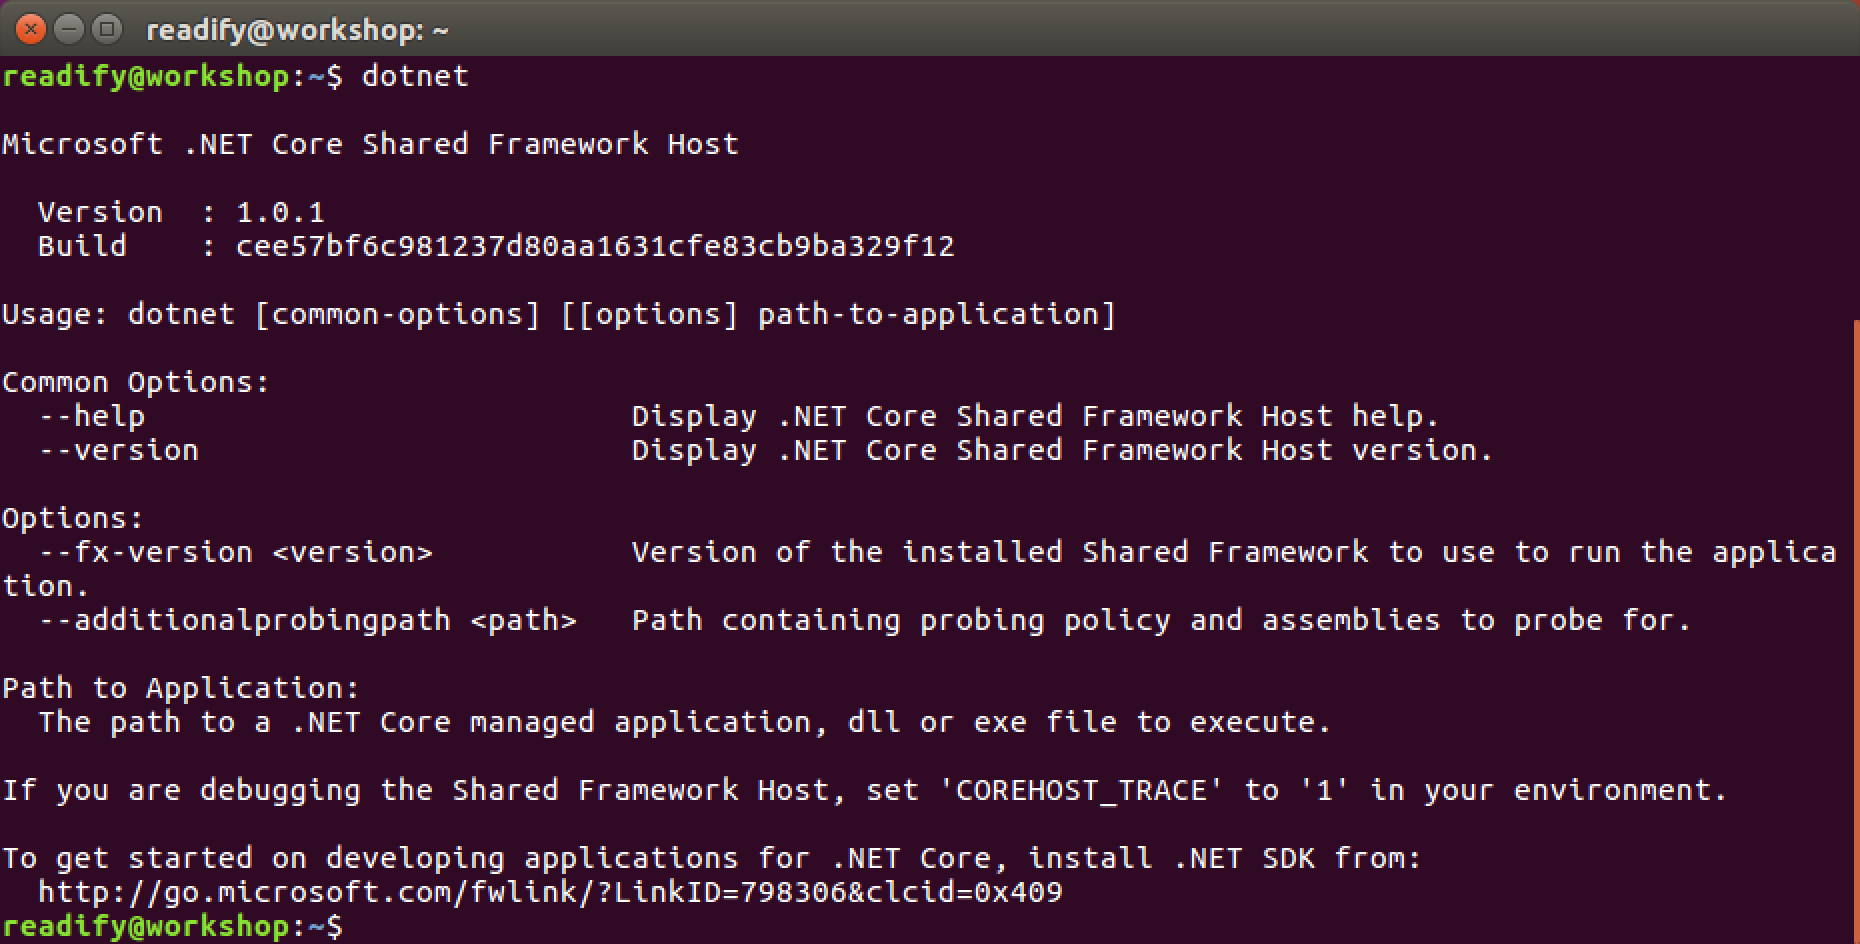 readify@workshop: ~
readify@workshop:~$ dotnet
Microsoft .NET Core Shared Framework Host
  Version  : 1.0.1
  Build    : cee57bf6c981237d80aa1631cfe83cb9ba329f12
Usage: dotnet [common-options] [[options] path-to-application]
Common Options:
  --help                           Display .NET Core Shared Framework Host help.
  --version                        Display .NET Core Shared Framework Host version.
Options:
  --fx-version <version>           Version of the installed Shared Framework to use to run the applica
tion.
  --additionalprobingpath <path>   Path containing probing policy and assemblies to probe for.
Path to Application:
  The path to a .NET Core managed application, dll or exe file to execute.
If you are debugging the Shared Framework Host, set 'COREHOST_TRACE' to '1' in your environment.
To get started on developing applications for .NET Core, install .NET SDK from:
  http://go.microsoft.com/fwlink/?LinkID=798306&clcid=0x409
readify@workshop:~$